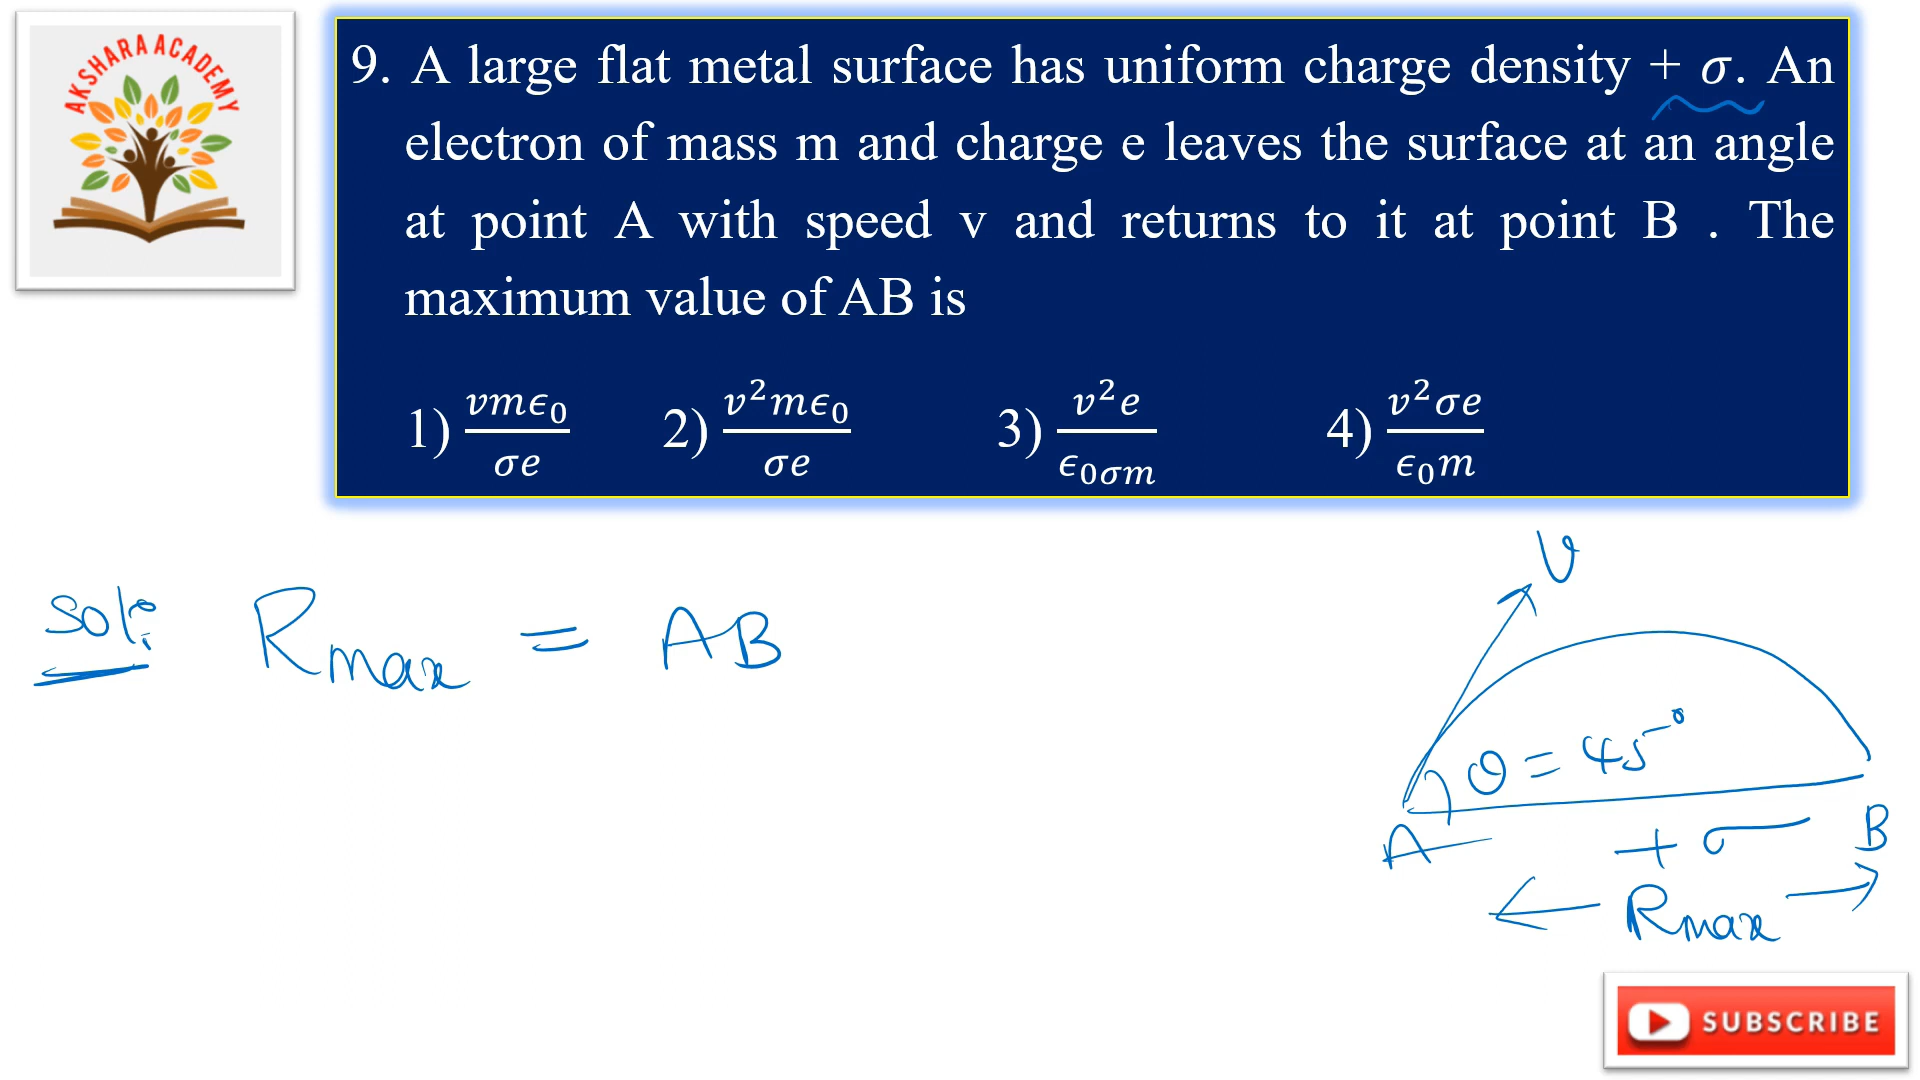 AKSHARA ACADEMY
9. A large flat metal surface has uniform charge density + σ. An
electron of mass m and charge e leaves the surface at an angle
at point A with speed v and returns to it at point B . The
maximum value of AB is
1) vmϵ₀/σe 2) v²mϵ₀/σe 3) v²e/ϵ₀σm 4) v²σe/ϵ₀m
Sol: Rmax = AB
v
θ = 45°
A + σ B
Rmax
SUBSCRIBE